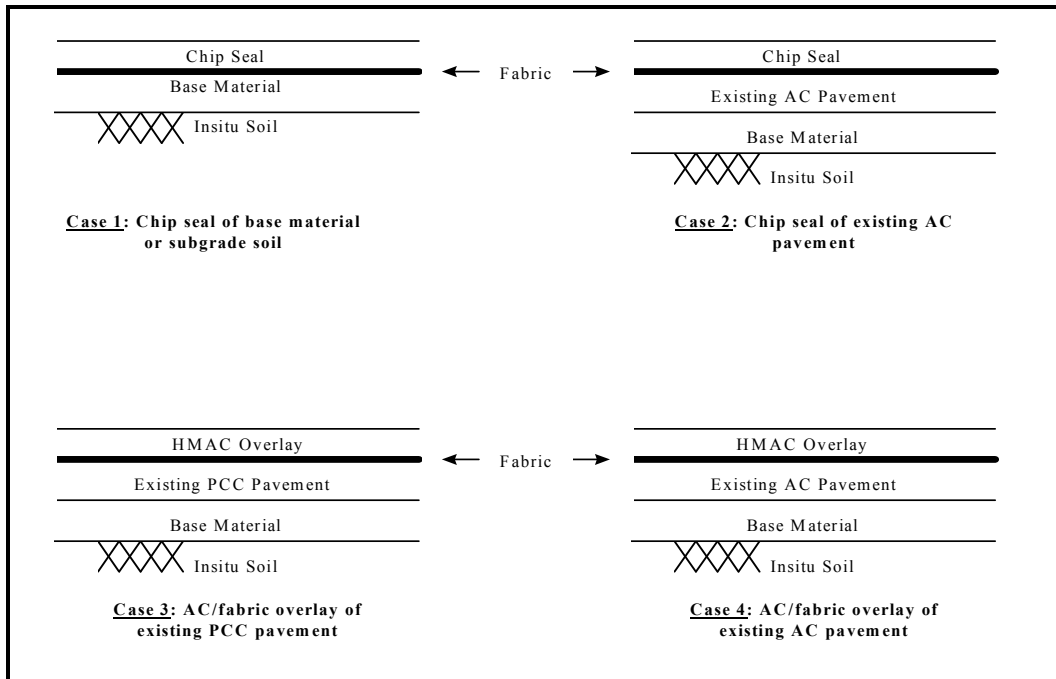 Chip Seal
Base Material
Insitu Soil
Case 1: Chip seal of base material
or subgrade soil
Fabric
Chip Seal
Existing AC Pavement
Base Material
Insitu Soil
Case 2: Chip seal of existing AC
pavement
HMAC Overlay
Existing PCC Pavement
Base Material
Insitu Soil
Case 3: AC/fabric overlay of
existing PCC pavement
Fabric
HMAC Overlay
Existing AC Pavement
Base Material
Insitu Soil
Case 4: AC/fabric overlay of
existing AC pavement